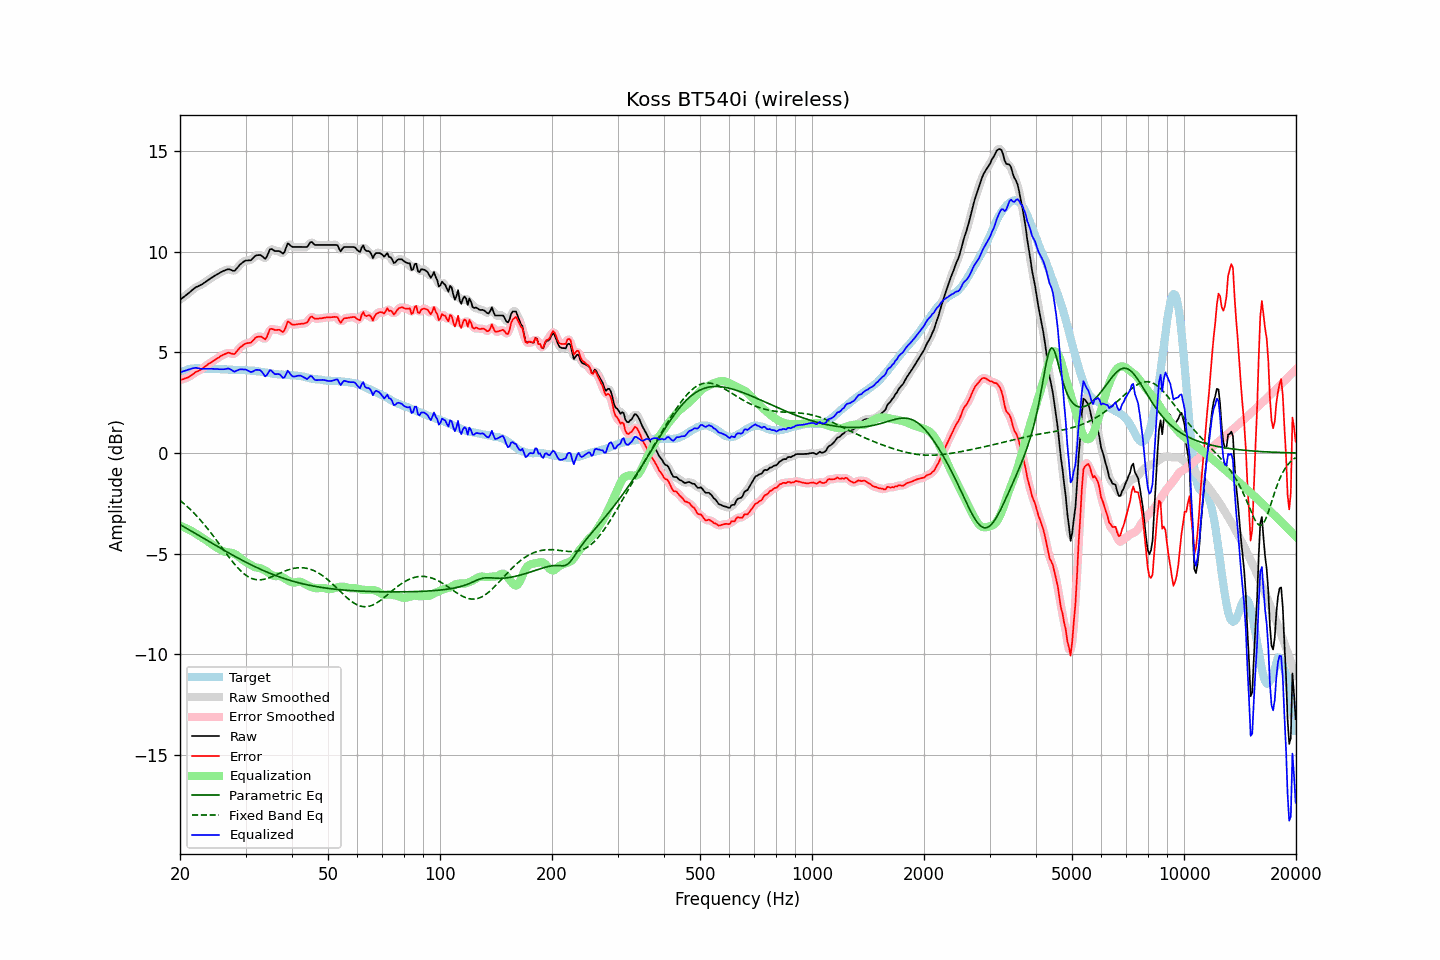 Koss BT540i (wireless)
Amplitude (dBr)
15
10
5
0
−5
−10
−15
Target
Raw Smoothed
Error Smoothed
Raw
Error
Equalization
Parametric Eq
Fixed Band Eq
Equalized
20 50 100 200 500 1000 2000 5000 10000 20000
Frequency (Hz)